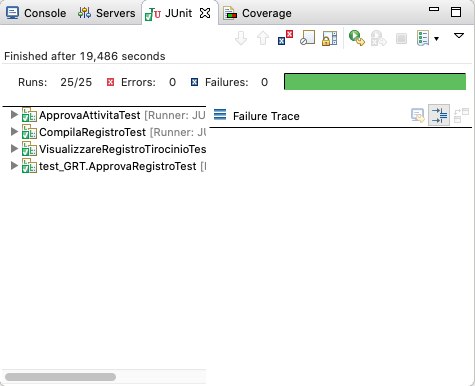 Console Servers JUnit Coverage
Finished after 19,486 seconds
Runs: 25/25 Errors: 0 Failures: 0
ApprovaAttivitaTest [Runner: JU
CompilaRegistroTest [Runner: JU
VisualizzareRegistroTirocinioTes
test_GRT.ApprovaRegistroTest [
Failure Trace